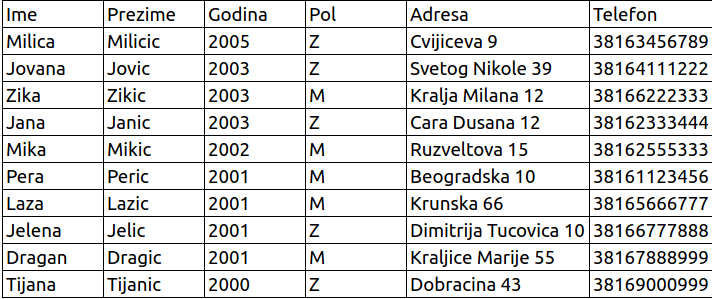 Ime Prezime Godina Pol Adresa Telefon
Milica Milicic 2005 Z Cvijiceva 9 38163456789
Jovana Jovic 2003 Z Svetog Nikole 39 38164111222
Zika Zikic 2003 M Kralja Milana 12 38166222333
Jana Janic 2003 Z Cara Dusana 12 38162333444
Mika Mikic 2002 M Ruzveltova 15 38162555333
Pera Peric 2001 M Beogradska 10 38161123456
Laza Lazic 2001 M Krunska 66 38165666777
Jelena Jelic 2001 Z Dimitrija Tucovica 10 38166777888
Dragan Dragic 2001 M Kraljice Marije 55 38167888999
Tijana Tijanic 2000 Z Dobracina 43 38169000999